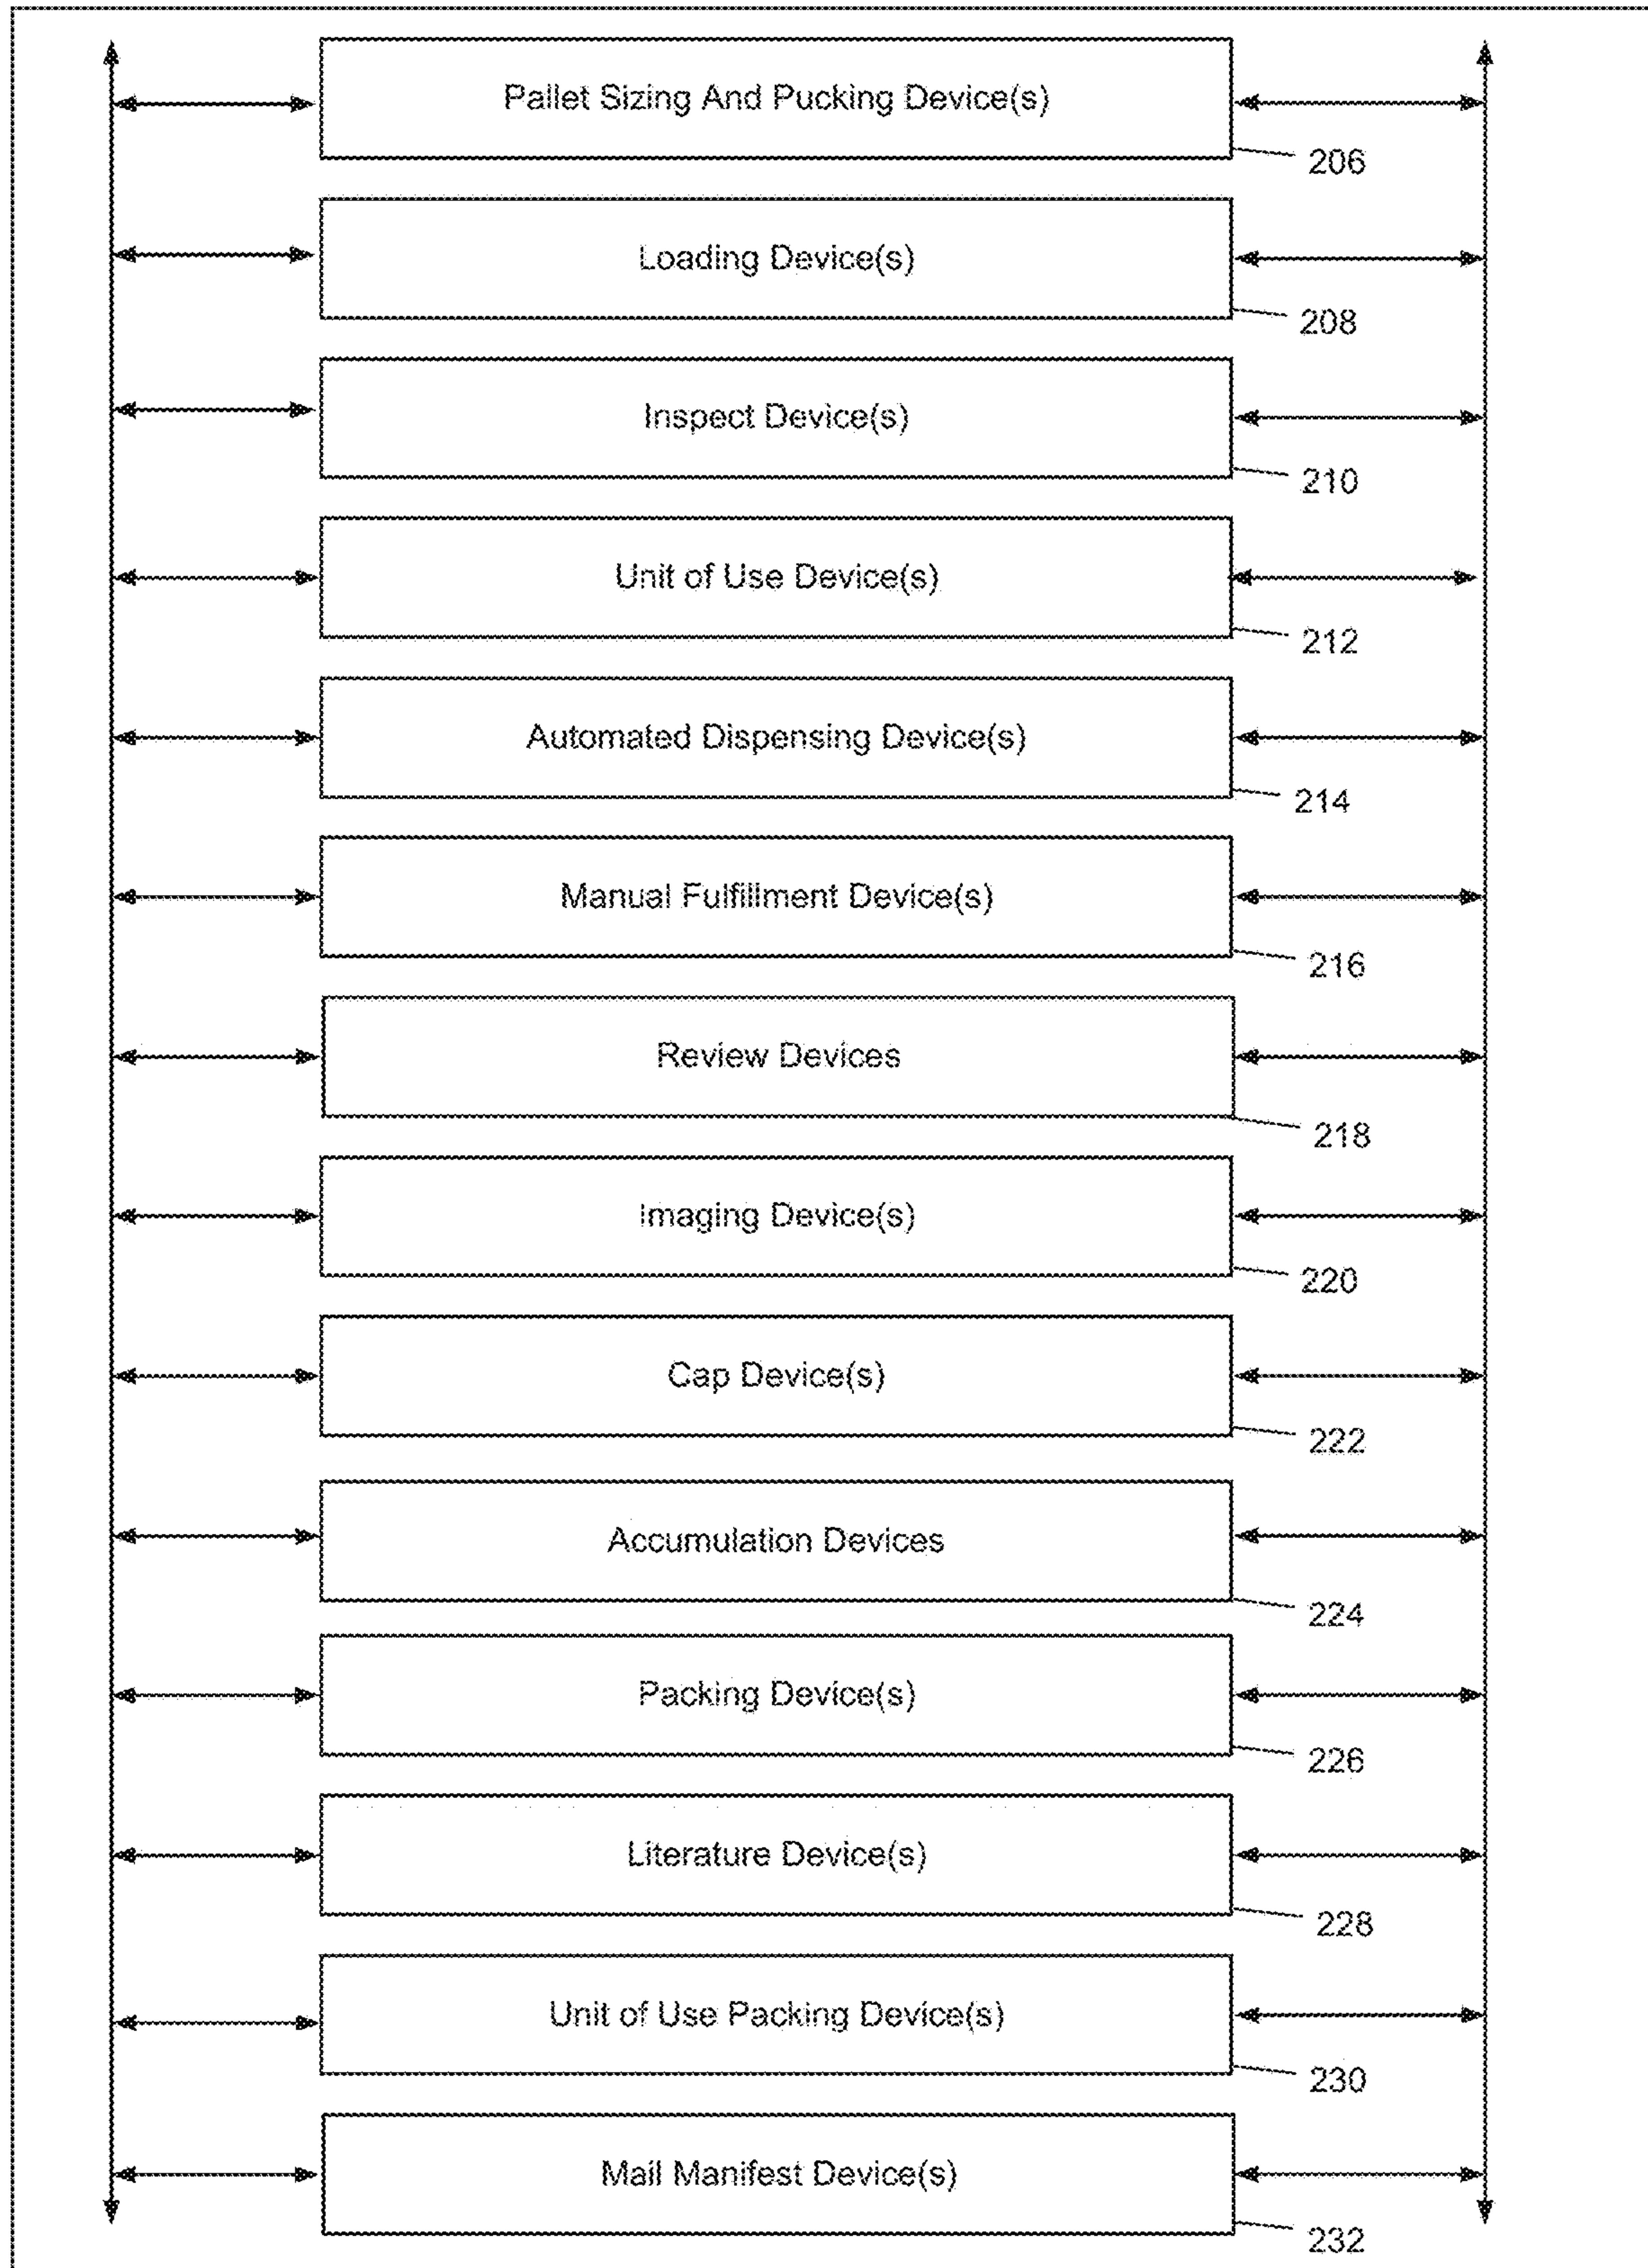 Pallet Sizing And Pucking Device(s)
206
Loading Device(s)
208
Inspect Device(s)
210
Unit of Use Device(s)
212
Automated Dispensing Device(s)
214
Manual Fulfillment Device(s)
216
Review Devices
218
Imaging Device(s)
220
Cap Device(s)
222
Accumulation Devices
224
Packing Device(s)
226
Literature Device(s)
228
Unit of Use Packing Device(s)
230
Mail Manifest Device(s)
232